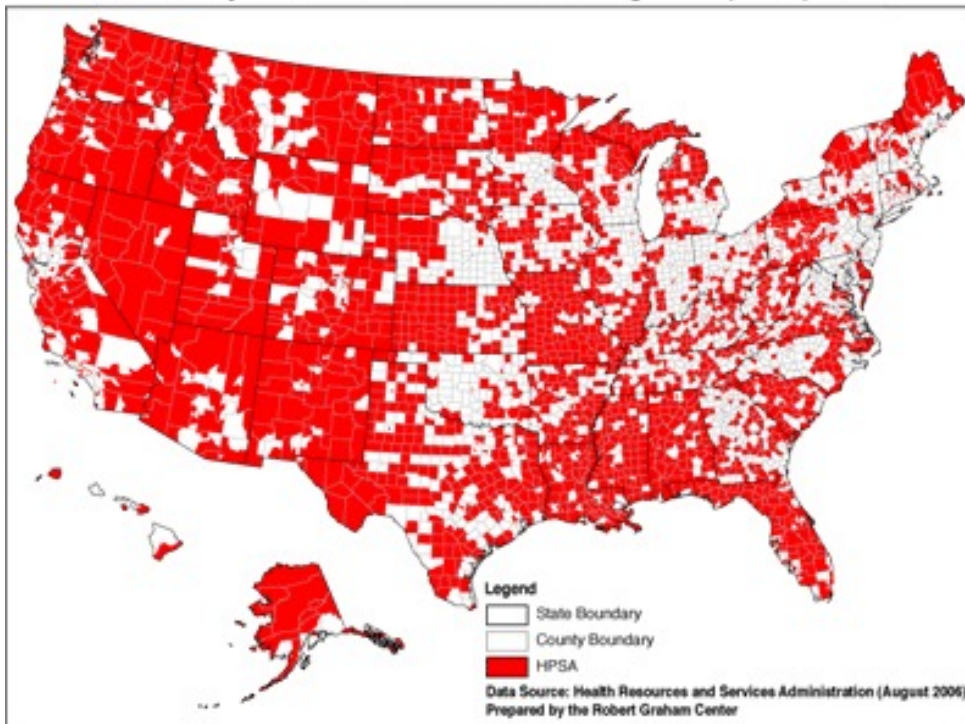 Legend
State Boundary
County Boundary
HPSA
Data Source: Health Resources and Services Administration (August 2006)
Prepared by the Robert Graham Center